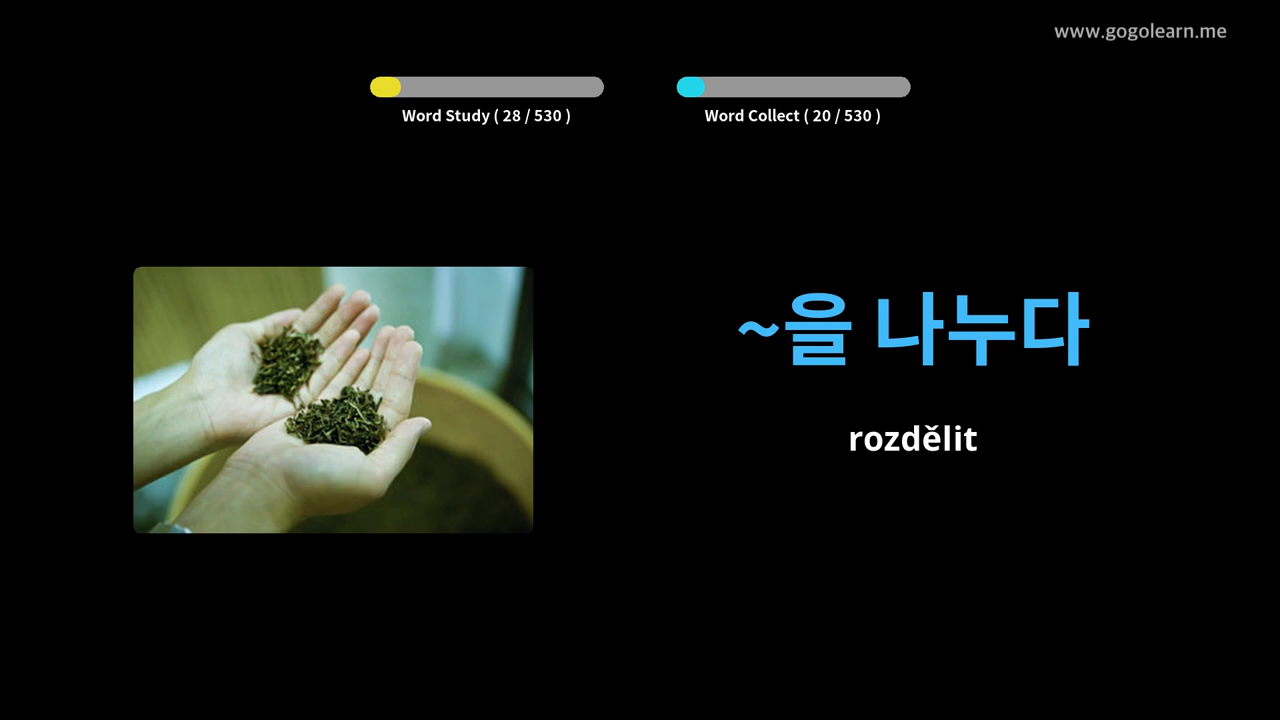 www.gogolearn.me
Word Study ( 28 / 530 )
Word Collect ( 20 / 530 )
~을 나누다
rozdělit